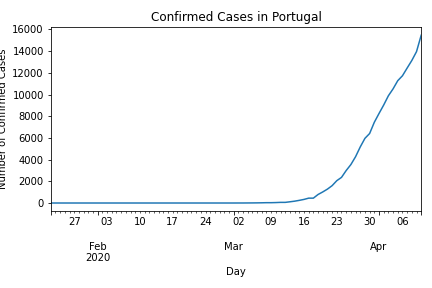 Confirmed Cases in Portugal
Number of Confirmed Cases
16000
14000
12000
10000
8000
6000
4000
2000
0
27 03 10 17 24 02 09 16 23 30 06
Feb Mar Apr
2020
Day